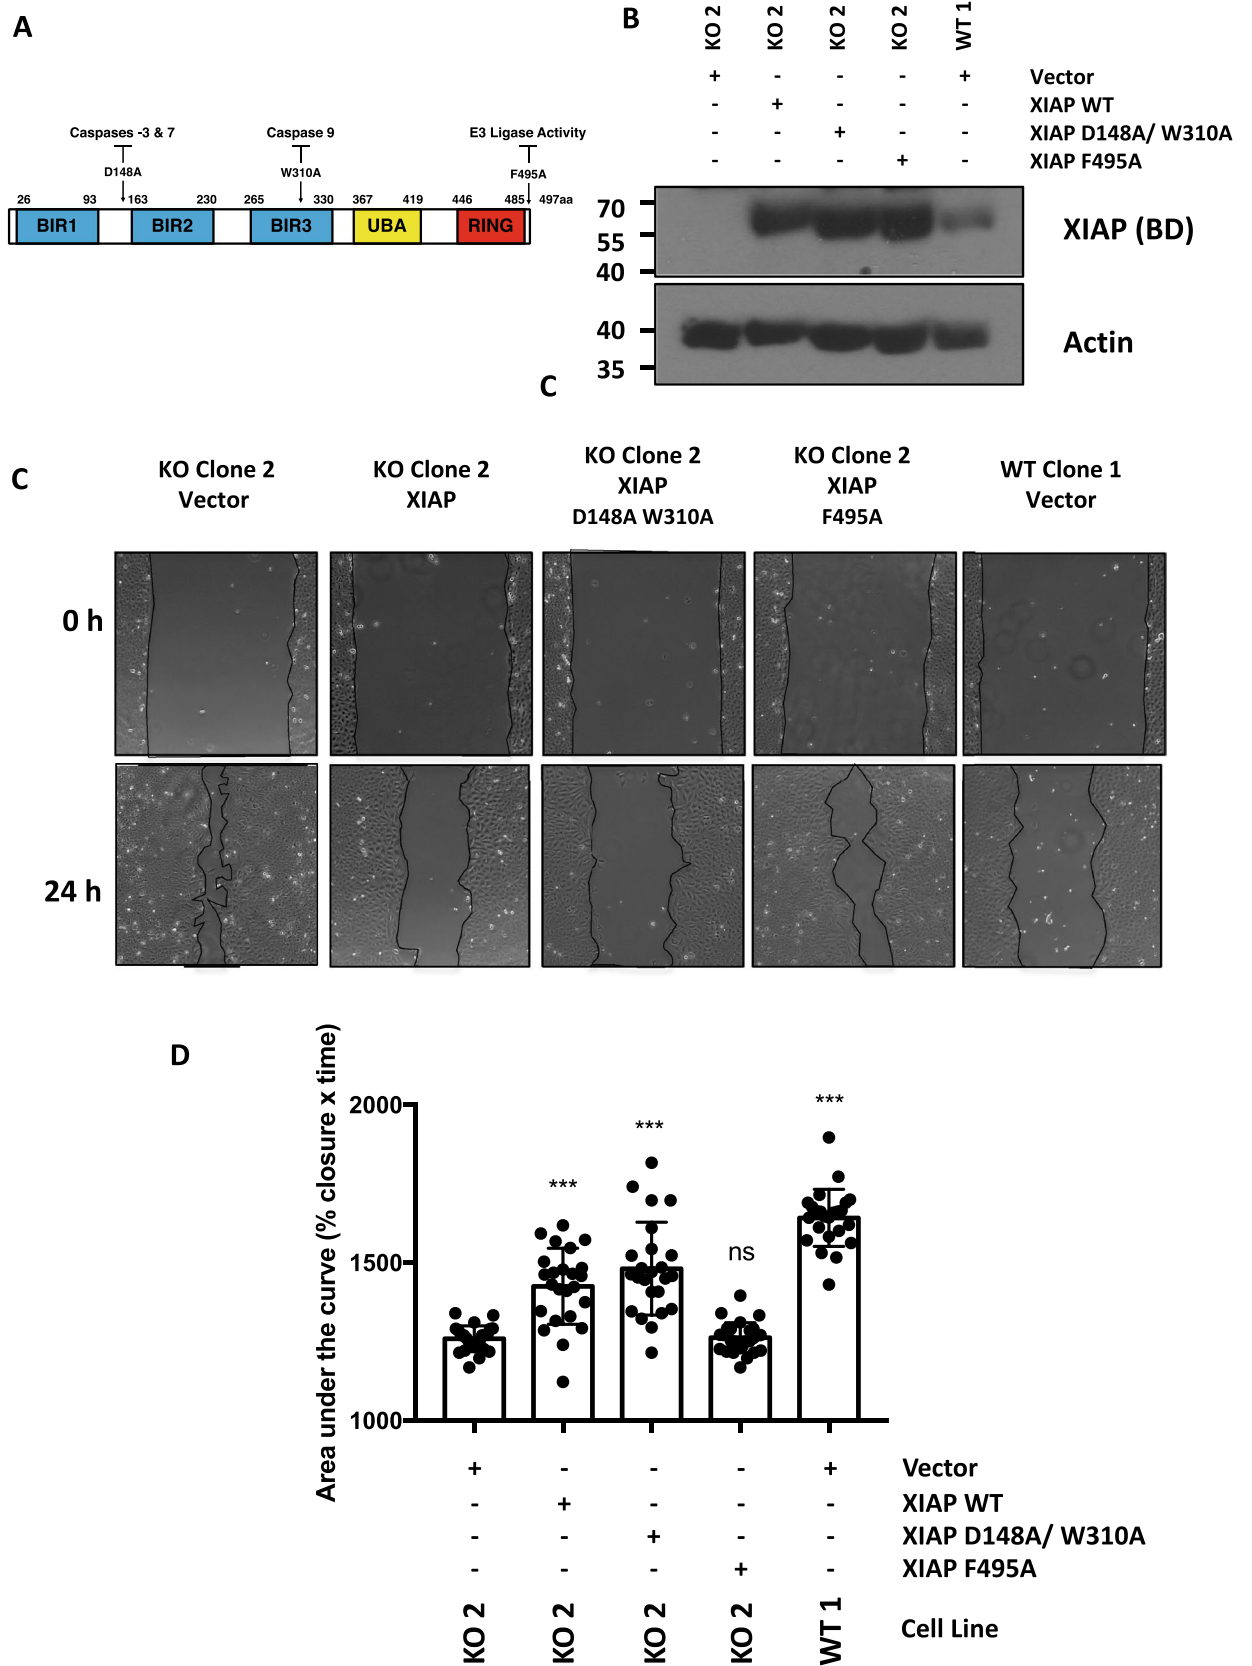 A
Caspases -3 & 7 Caspase 9 E3 Ligase Activity
D148A W310A F495A
26 93 163 230 265 330 367 419 446 485 497aa
BIR1 BIR2 BIR3 UBA RING
B
KO 2 KO 2 KO 2 KO 2 WT 1
+ - - - + Vector
- + - - - XIAP WT
- - + - - XIAP D148A/ W310A
- - - + - XIAP F495A
70
55
40
XIAP (BD)
40
35
Actin
C
C
KO Clone 2 Vector
KO Clone 2 XIAP
KO Clone 2 XIAP D148A W310A
KO Clone 2 XIAP F495A
WT Clone 1 Vector
0 h
24 h
D
Area under the curve (% closure x time)
2000
1500
1000
***
***
ns
***
+ - - - + Vector
- + - - - XIAP WT
- - + - - XIAP D148A/ W310A
- - - + - XIAP F495A
KO 2 KO 2 KO 2 KO 2 WT 1 Cell Line